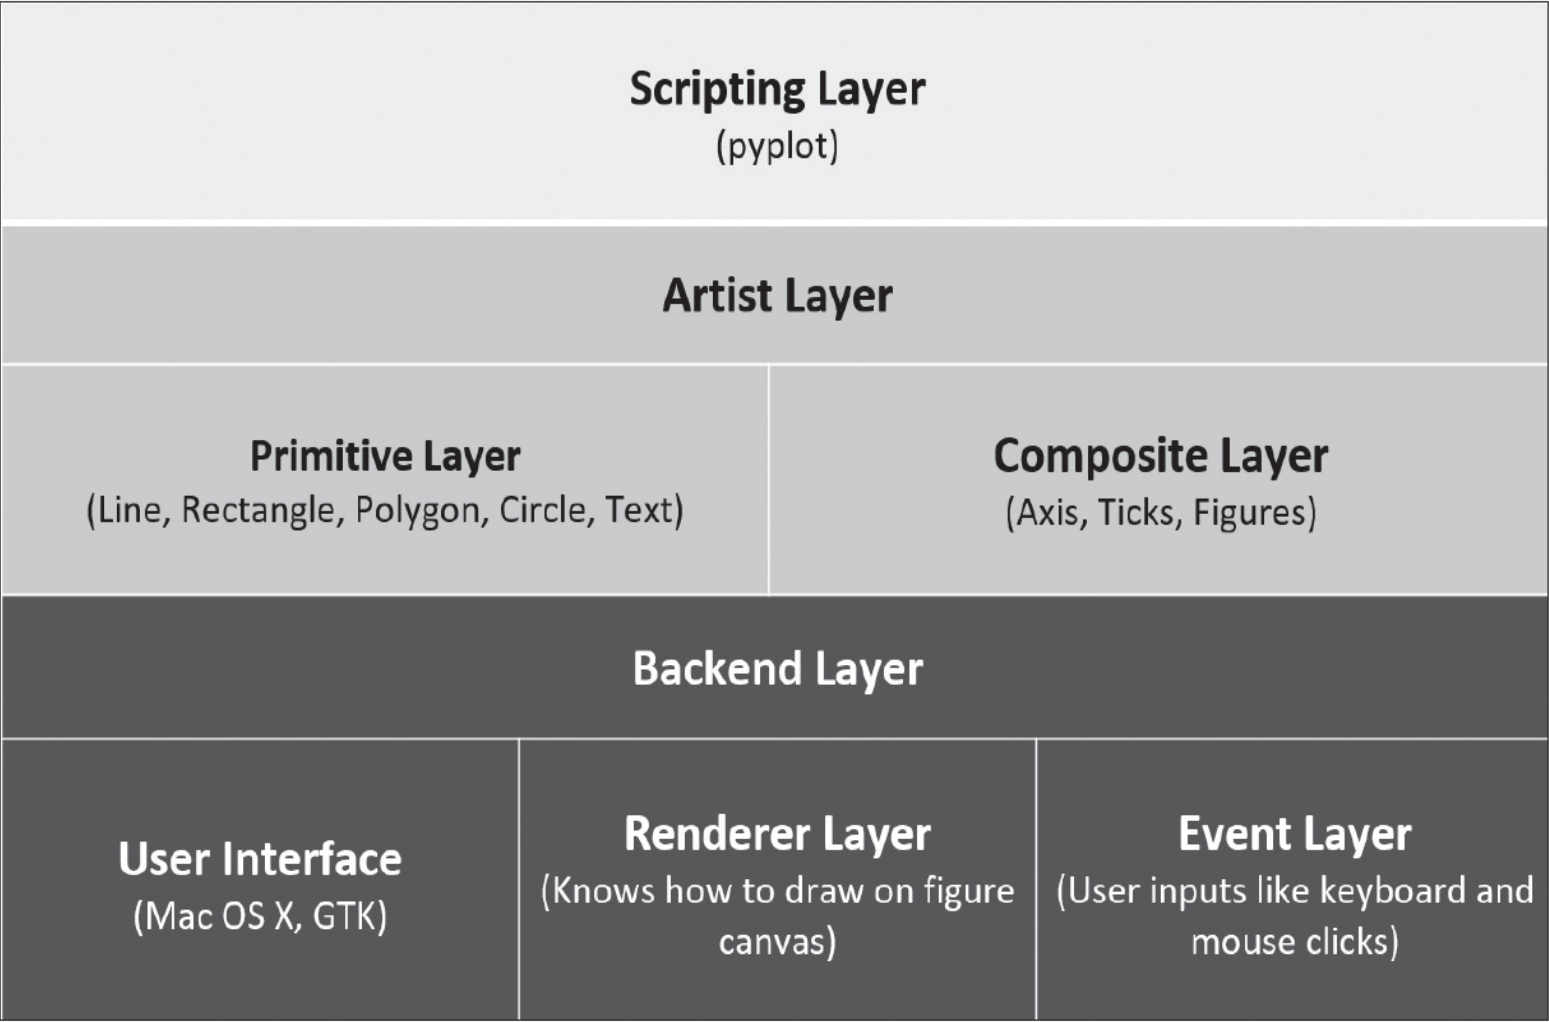 Scripting Layer
(pyplot)
Artist Layer
Primitive Layer
(Line, Rectangle, Polygon, Circle, Text)
Composite Layer
(Axis, Ticks, Figures)
Backend Layer
User Interface
(Mac OS X, GTK)
Renderer Layer
(Knows how to draw on figure
canvas)
Event Layer
(User inputs like keyboard and
mouse clicks)